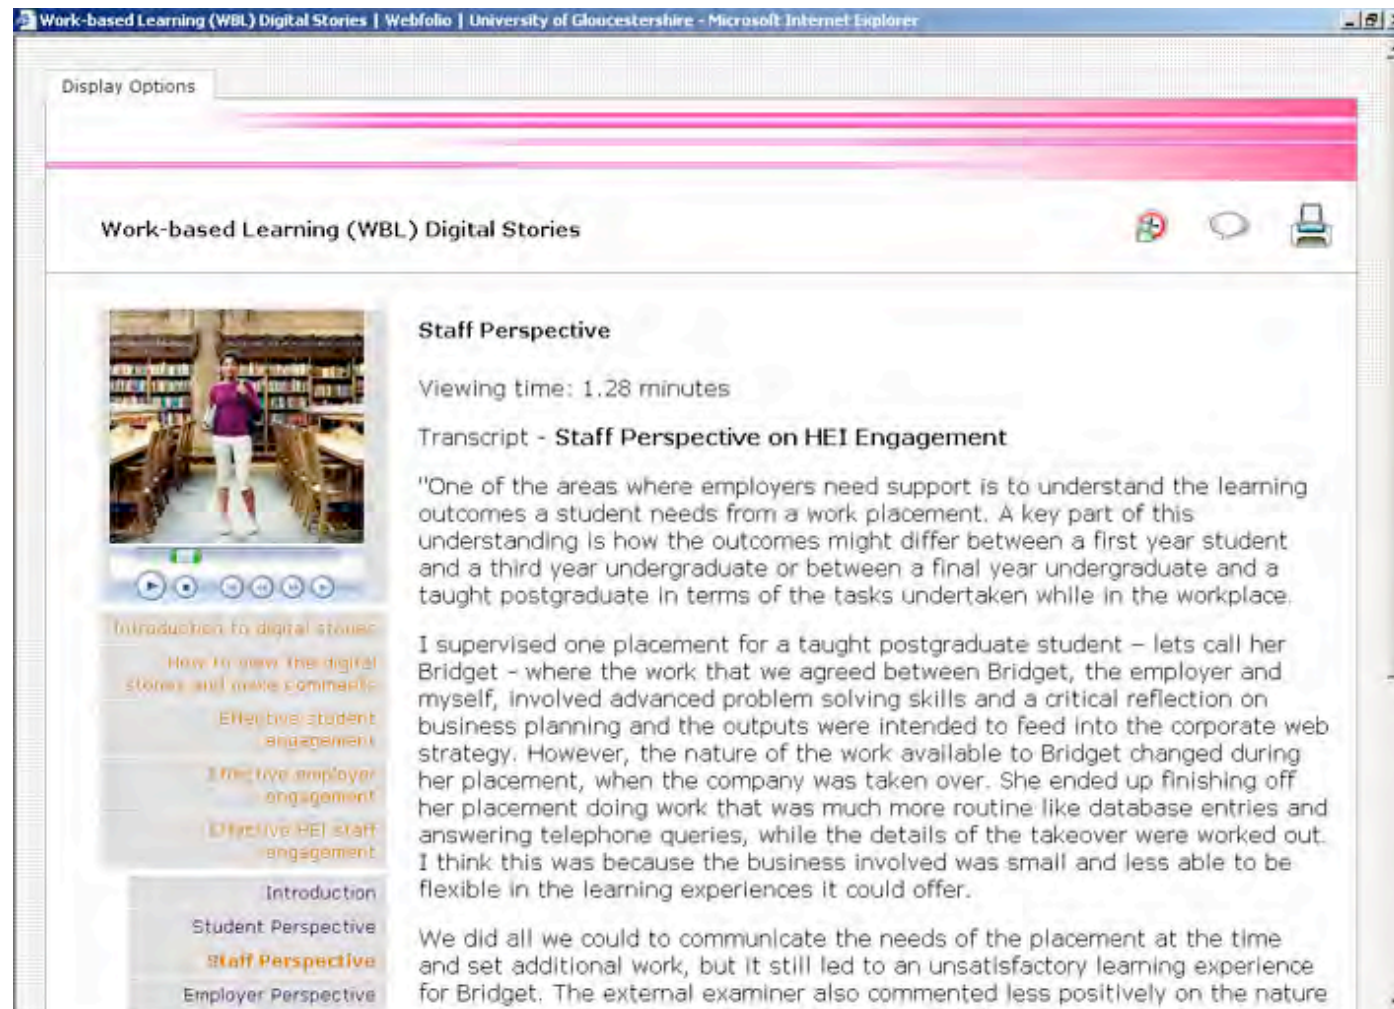 Work-based Learning (WBL) Digital Stories | Webfolio | University of Gloucestershire - Microsoft Internet Explorer
Display Options
Work-based Learning (WBL) Digital Stories
Introduction to digital stories
How to view the digital
stories and make comments
Effective student
engagement
Effective employer
engagement
Effective HEI staff
engagement
Introduction
Student Perspective
Staff Perspective
Employer Perspective
Staff Perspective
Viewing time: 1.28 minutes
Transcript - Staff Perspective on HEI Engagement
"One of the areas where employers need support is to understand the learning
outcomes a student needs from a work placement. A key part of this
understanding is how the outcomes might differ between a first year student
and a third year undergraduate or between a final year undergraduate and a
taught postgraduate in terms of the tasks undertaken while in the workplace.
I supervised one placement for a taught postgraduate student – lets call her
Bridget - where the work that we agreed between Bridget, the employer and
myself, involved advanced problem solving skills and a critical reflection on
business planning and the outputs were intended to feed into the corporate web
strategy. However, the nature of the work available to Bridget changed during
her placement, when the company was taken over. She ended up finishing off
her placement doing work that was much more routine like database entries and
answering telephone queries, while the details of the takeover were worked out.
I think this was because the business involved was small and less able to be
flexible in the learning experiences it could offer.
We did all we could to communicate the needs of the placement at the time
and set additional work, but it still led to an unsatisfactory learning experience
for Bridget. The external examiner also commented less positively on the nature